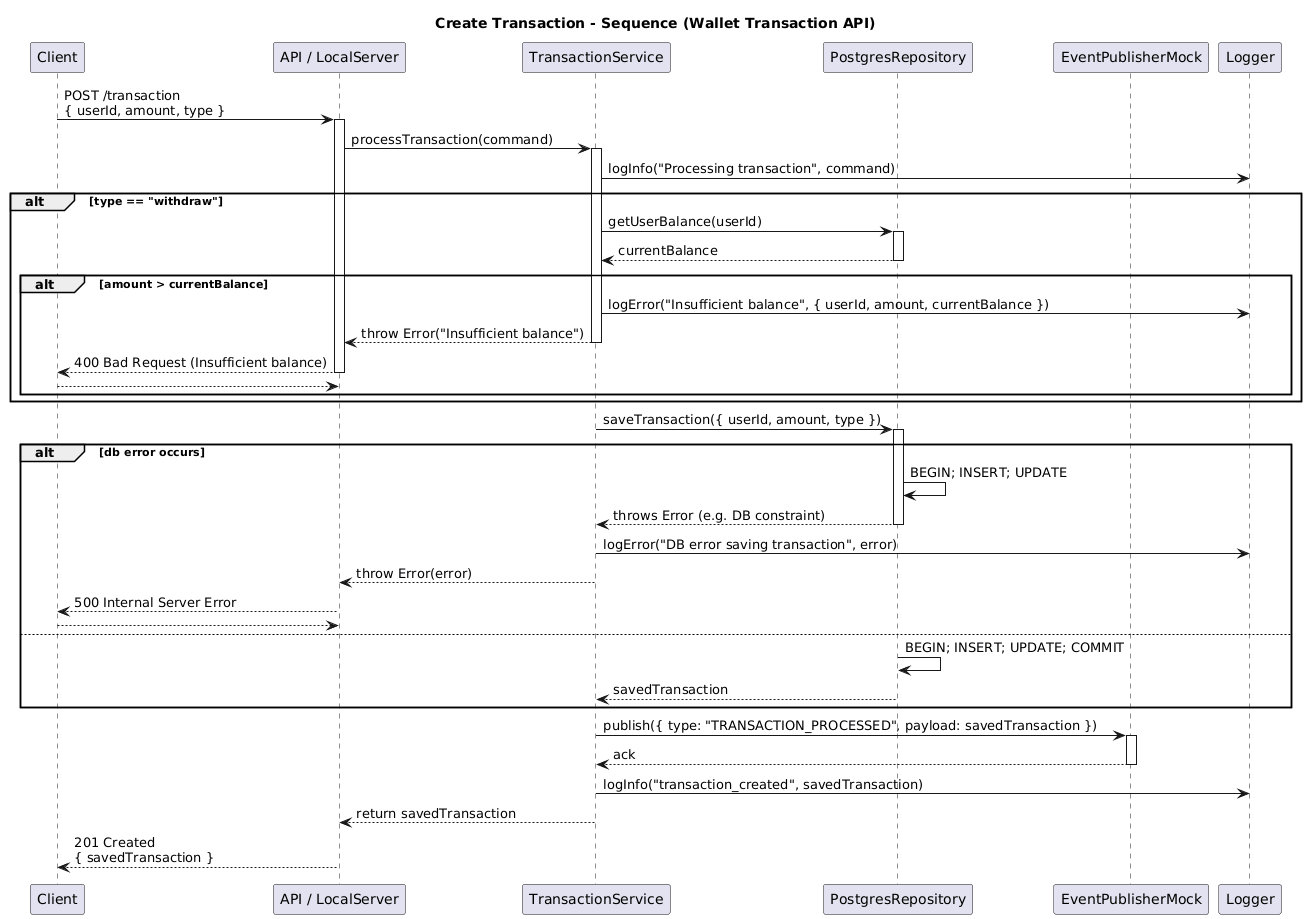 Create Transaction - Sequence (Wallet Transaction API)
Client
API / LocalServer
TransactionService
PostgresRepository
EventPublisherMock
Logger
POST /transaction
{ userId, amount, type }
processTransaction(command)
logInfo("Processing transaction", command)
alt
[type == "withdraw"]
getUserBalance(userId)
currentBalance
alt
[amount > currentBalance]
logError("Insufficient balance", { userId, amount, currentBalance })
throw Error("Insufficient balance")
400 Bad Request (Insufficient balance)
saveTransaction({ userId, amount, type })
alt
[db error occurs]
BEGIN; INSERT; UPDATE
throws Error (e.g. DB constraint)
logError("DB error saving transaction", error)
throw Error(error)
500 Internal Server Error
BEGIN; INSERT; UPDATE; COMMIT
savedTransaction
publish({ type: "TRANSACTION_PROCESSED", payload: savedTransaction })
ack
logInfo("transaction_created", savedTransaction)
return savedTransaction
201 Created
{ savedTransaction }
Client
API / LocalServer
TransactionService
PostgresRepository
EventPublisherMock
Logger